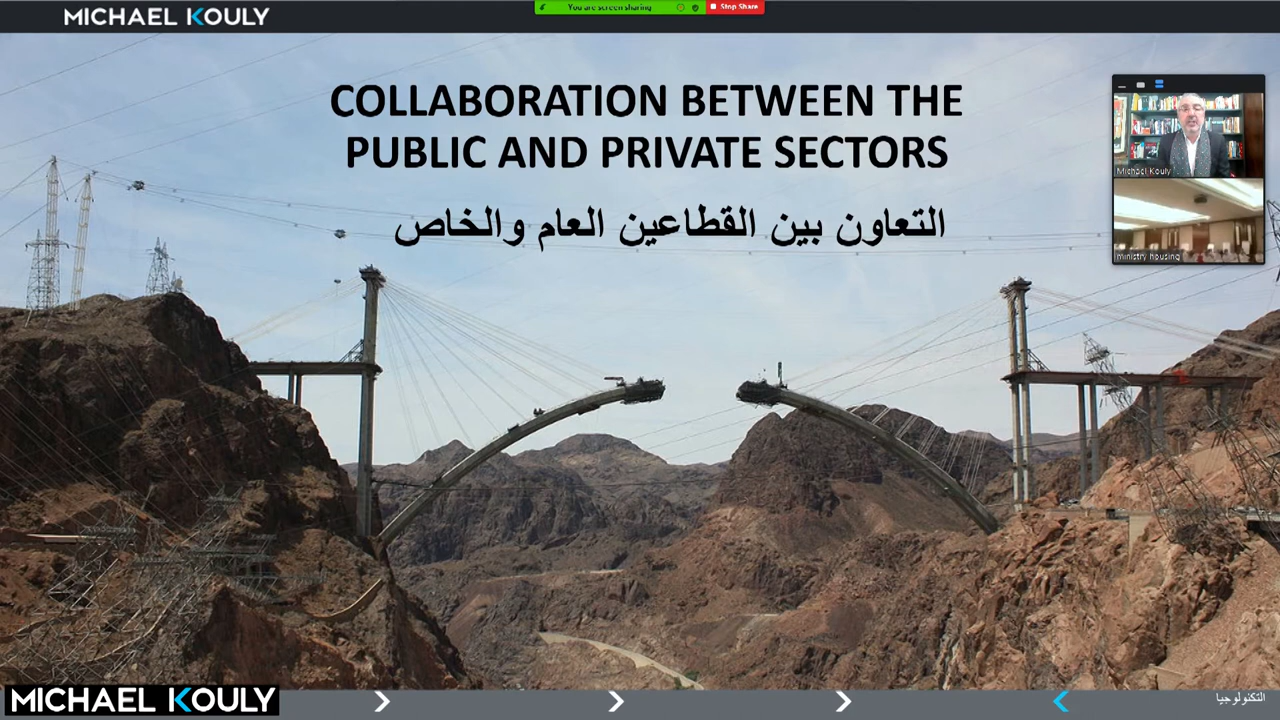 MICHAEL KOULY
You are screen sharing
Stop Share
COLLABORATION BETWEEN THE
PUBLIC AND PRIVATE SECTORS
التعاون بين القطاعين العام والخاص
Michael Kouly
ministry housing
MICHAEL KOULY
التكنولوجيا